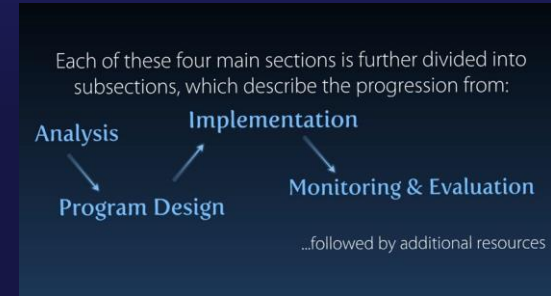 Each of these four main sections is further divided into
subsections, which describe the progression from:
Analysis
Implementation
Program Design
Monitoring & Evaluation
...followed by additional resources